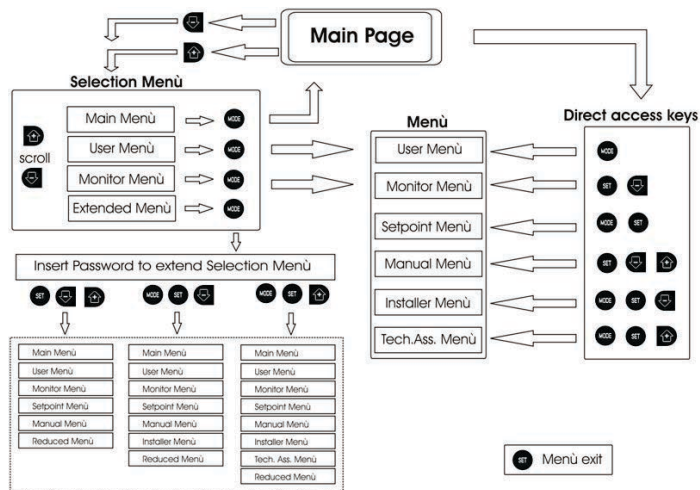 Main Page
Selection Menù
Main Menù MODE
scroll
User Menù MODE
Monitor Menù MODE
Extended Menù MODE
Insert Password to extend Selection Menù
SET - +
MODE SET -
MODE SET +
Main Menù
User Menù
Monitor Menù
Setpoint Menù
Manual Menù
Reduced Menù
Main Menù
User Menù
Monitor Menù
Setpoint Menù
Manual Menù
Installer Menù
Reduced Menù
Main Menù
User Menù
Monitor Menù
Setpoint Menù
Manual Menù
Installer Menù
Tech. Ass. Menù
Reduced Menù
Menù
User Menù
Monitor Menù
Setpoint Menù
Manual Menù
Installer Menù
Tech.Ass. Menù
Direct access keys
MODE
SET -
MODE SET
SET - +
MODE SET -
MODE SET +
SET Menù exit